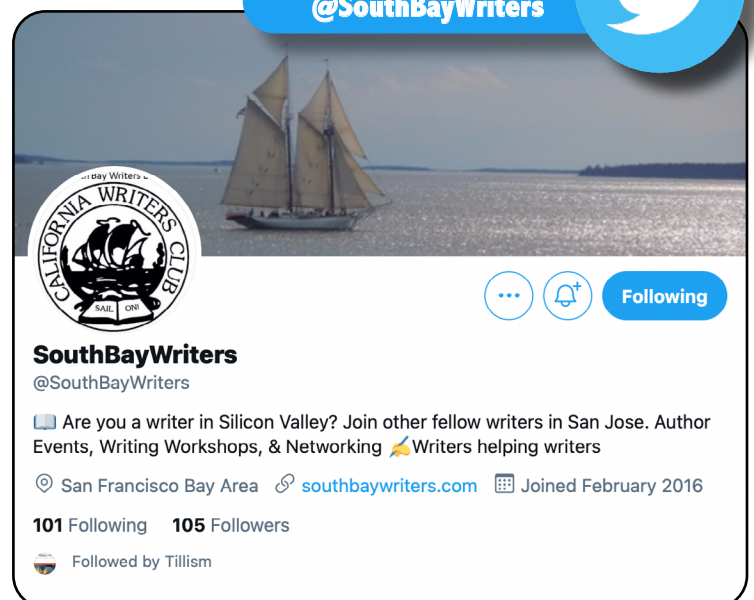 @SouthBayWriters
CALIFORNIA WRITERS CLUB
SAIL ON!
Following
SouthBayWriters
@SouthBayWriters
📖 Are you a writer in Silicon Valley? Join other fellow writers in San Jose. Author
Events, Writing Workshops, & Networking ✍️Writers helping writers
San Francisco Bay Area southbaywriters.com Joined February 2016
101 Following 105 Followers
Followed by Tillism